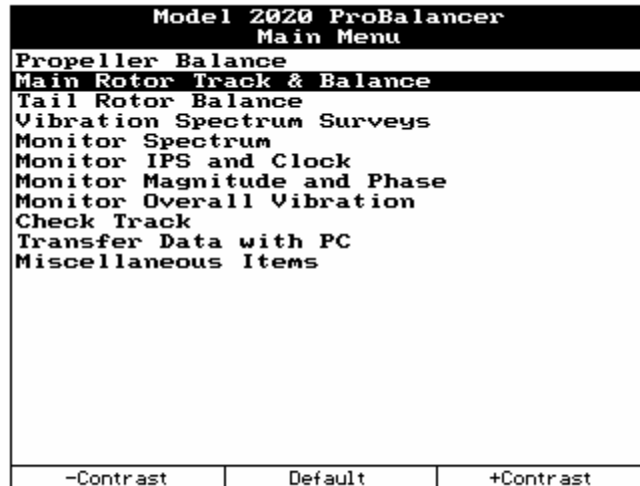 Model 2020 ProBalancer
Main Menu
Propeller Balance
Main Rotor Track & Balance
Tail Rotor Balance
Vibration Spectrum Surveys
Monitor Spectrum
Monitor IPS and Clock
Monitor Magnitude and Phase
Monitor Overall Vibration
Check Track
Transfer Data with PC
Miscellaneous Items
-Contrast Default +Contrast